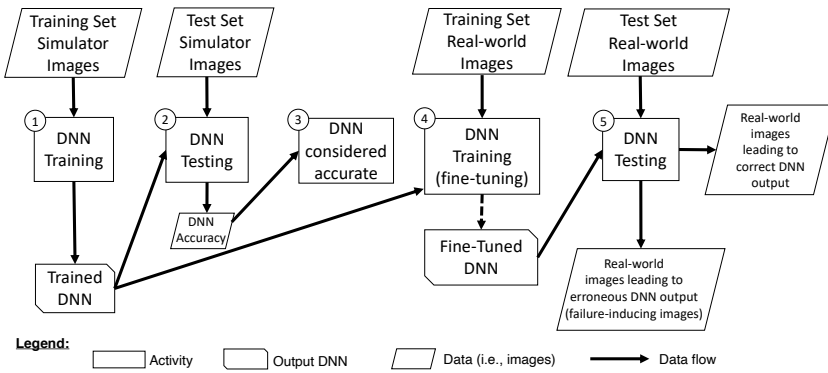 Training Set
Simulator
Images
Test Set
Simulator
Images
Training Set
Real-world
Images
Test Set
Real-world
Images
1
DNN
Training
2
DNN
Testing
3
DNN
considered
accurate
4
DNN
Training
(fine-tuning)
5
DNN
Testing
Real-world
images
leading to
correct DNN
output
DNN
Accuracy
Trained
DNN
Fine-Tuned
DNN
Real-world
images leading to
erroneous DNN output
(failure-inducing images)
Legend:
Activity
Output DNN
Data (i.e., images)
Data flow